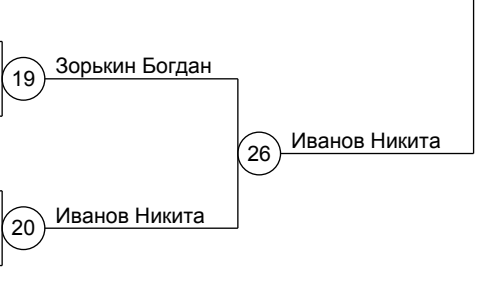 19 Зорькин Богдан
26 Иванов Никита
20 Иванов Никита